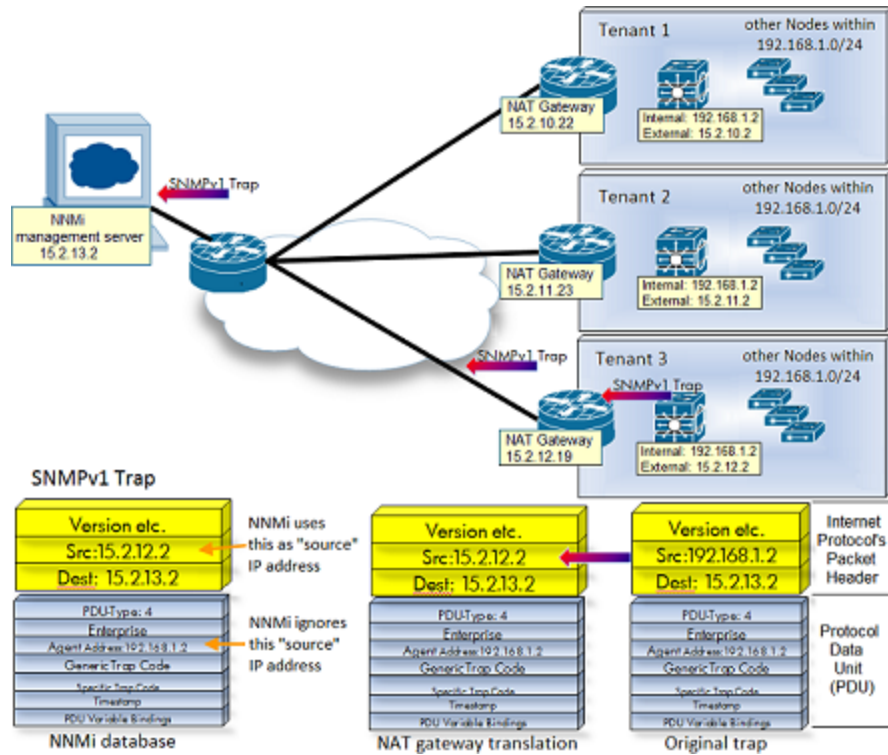 Tenant 1
other Nodes within
192.168.1.0/24
NAT Gateway
15.2.10.22
Internal: 192.168.1.2
External: 15.2.10.2
SNMPv1 Trap
NNMi
management server
15.2.13.2
Tenant 2
other Nodes within
192.168.1.0/24
NAT Gateway
15.2.11.23
Internal: 192.168.1.2
External: 15.2.11.2
SNMPv1 Trap
Tenant 3
other Nodes within
192.168.1.0/24
SNMPv1 Trap
NAT Gateway
15.2.12.19
Internal: 192.168.1.2
External: 15.2.12.2
SNMPv1 Trap
Version etc.
Src:15.2.12.2
Dest: 15.2.13.2
NNMi uses
this as "source"
IP address
PDU-Type: 4
Enterprise
Agent Address:192.168.1.2
Generic Trap Code
Specific Trap Code
Timestamp
PDU Variable Bindings
NNMi ignores
this "source"
IP address
NNMi database
Version etc.
Src:15.2.12.2
Dest: 15.2.13.2
PDU-Type: 4
Enterprise
Agent Address:192.168.1.2
Generic Trap Code
Specific Trap Code
Timestamp
PDU Variable Bindings
NAT gateway translation
Version etc.
Src:192.168.1.2
Dest: 15.2.13.2
PDU-Type: 4
Enterprise
Agent Address:192.168.1.2
Generic Trap Code
Specific Trap Code
Timestamp
PDU Variable Bindings
Original trap
Internet
Protocol's
Packet
Header
Protocol
Data
Unit
(PDU)